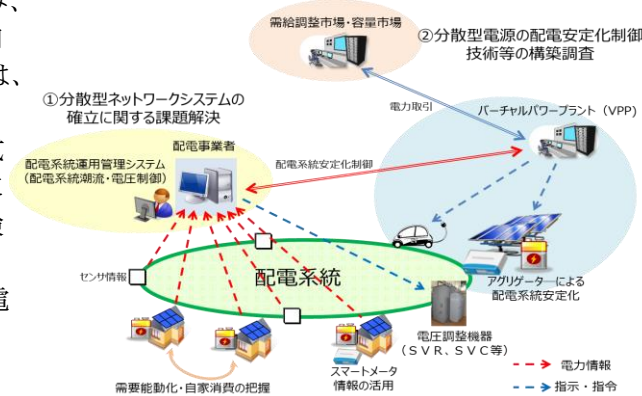 は、
需給調整市場・容量市場
②分散型電源の配電安定化制御
技術等の構築調査
①分散型ネットワークシステムの
確立に関する課題解決
電力取引
バーチャルパワープラント（VPP）
配電事業者
配電系統運用管理システム
（配電系統潮流・電圧制御）
配電系統安定化制御
センサ情報
配電系統
アグリゲーターによる
配電系統安定化
電圧調整機器
（ＳＶＲ、ＳＶＣ等）
スマートメータ
情報の活用
需要能動化・自家消費の把握
電力情報
指示・指令